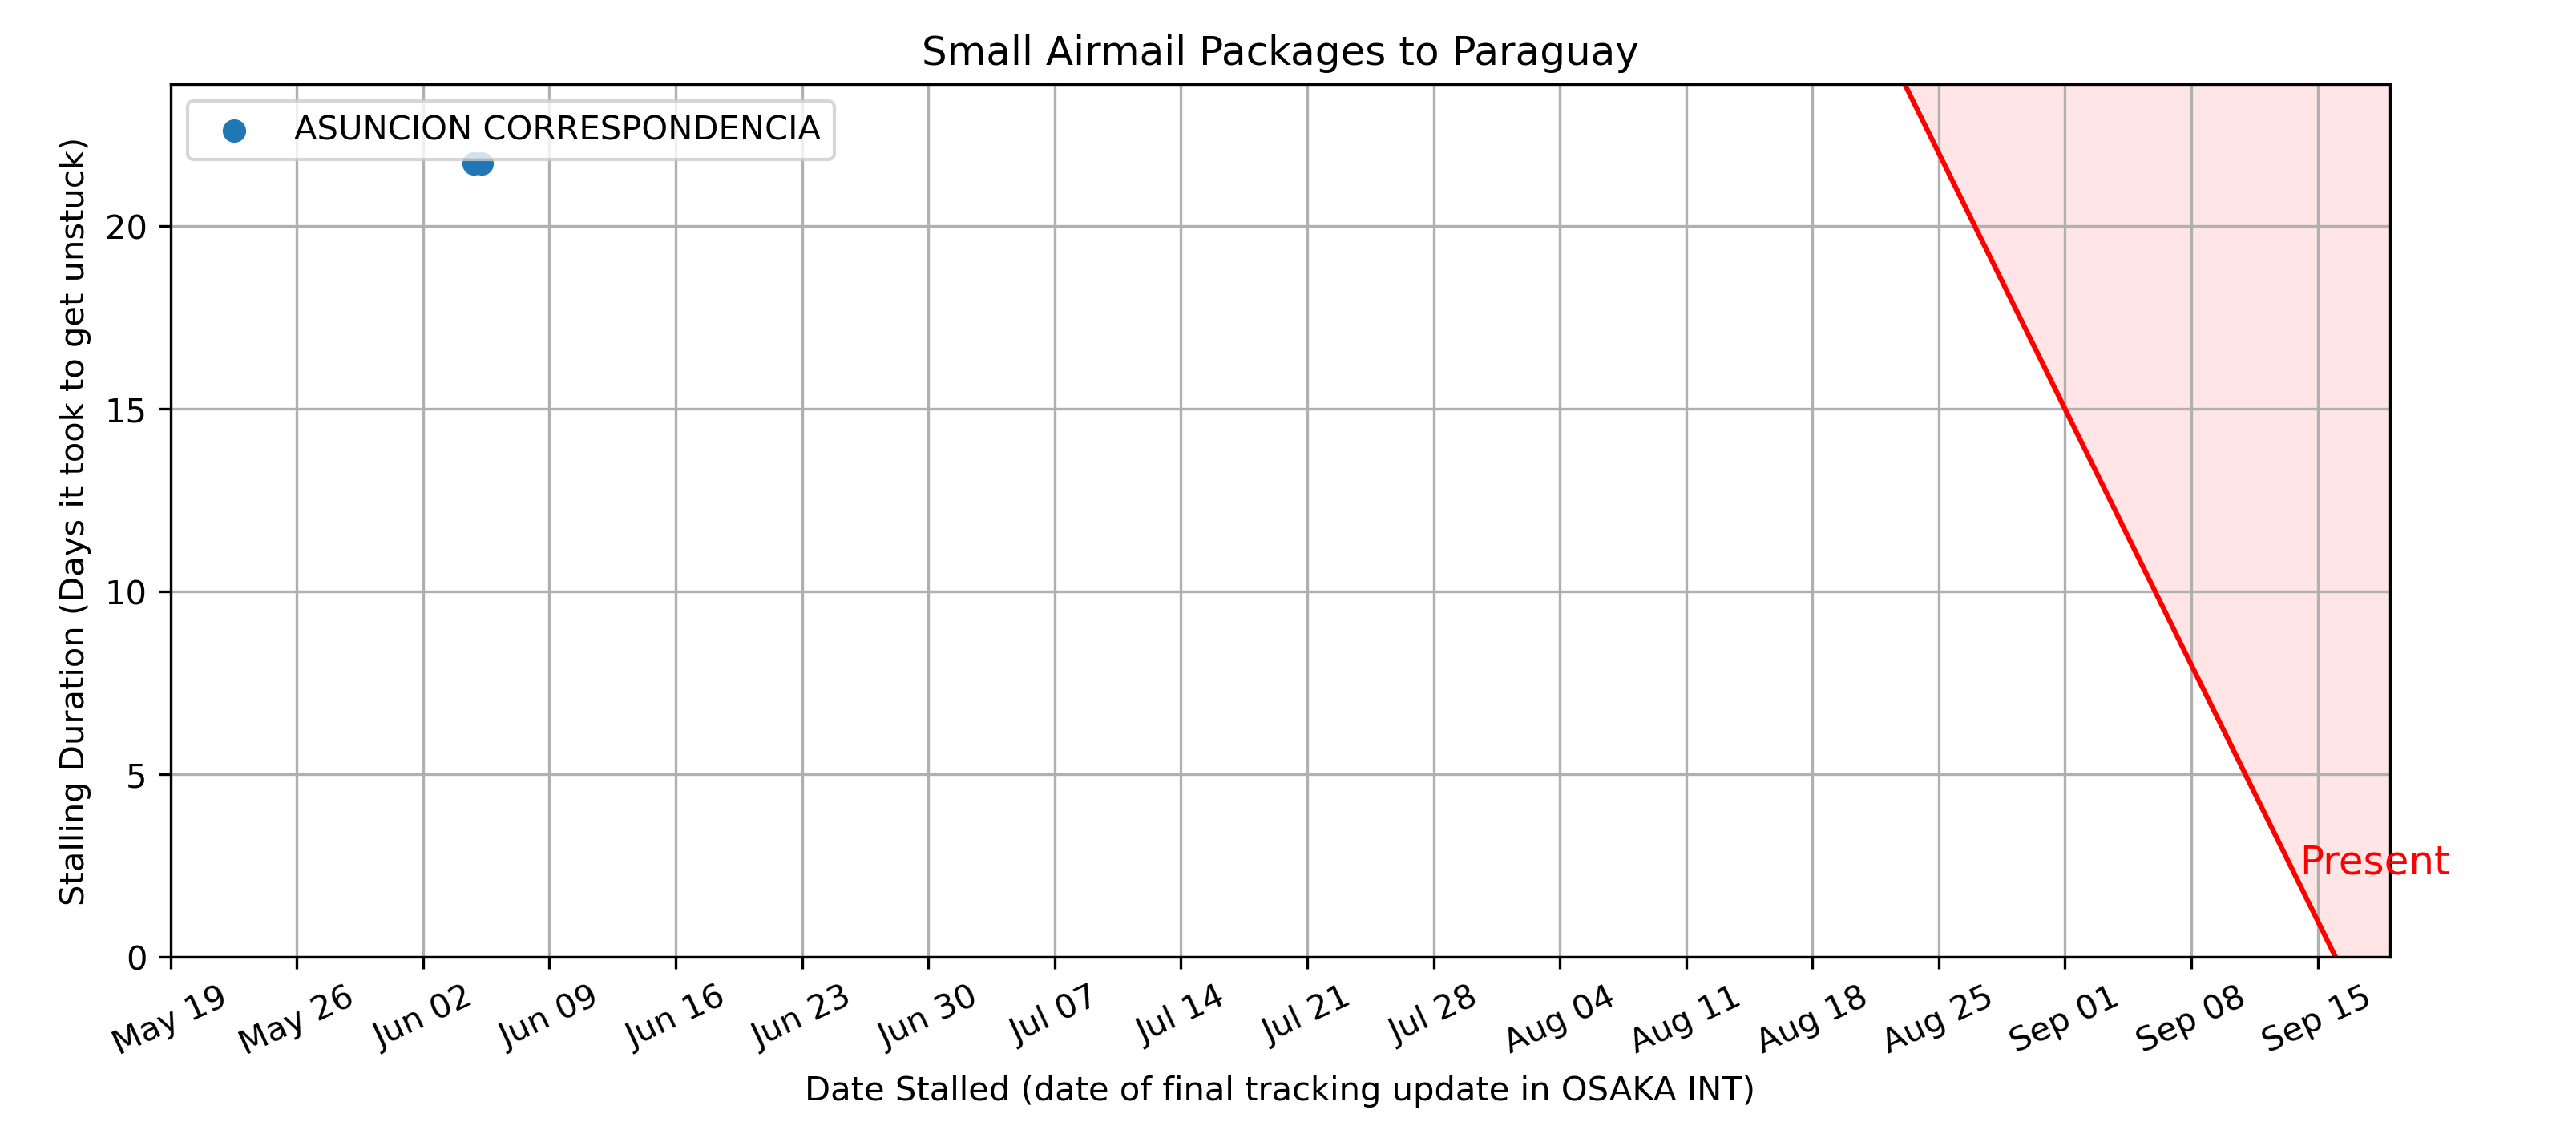 Small Airmail Packages to Paraguay
ASUNCION CORRESPONDENCIA
Stalling Duration (Days it took to get unstuck)
20
15
10
5
0
Present
May 19
May 26
Jun 02
Jun 09
Jun 16
Jun 23
Jun 30
Jul 07
Jul 14
Jul 21
Jul 28
Aug 04
Aug 11
Aug 18
Aug 25
Sep 01
Sep 08
Sep 15
Date Stalled (date of final tracking update in OSAKA INT)